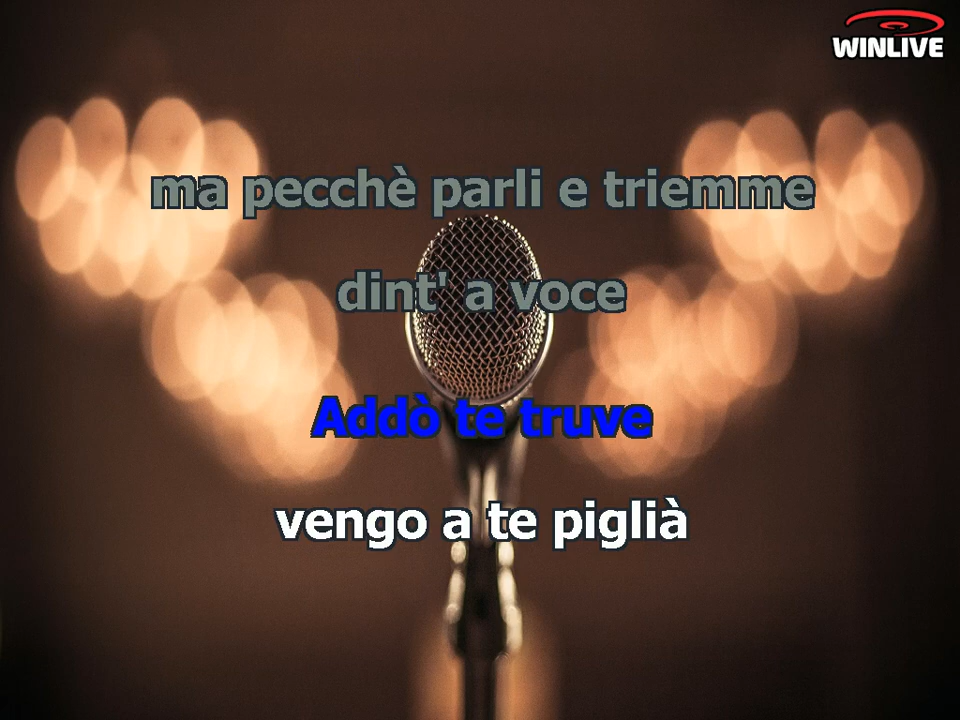 WINLIVE
ma pecchè parli e triemme
dint' a voce
Addò te truve
vengo a te piglià